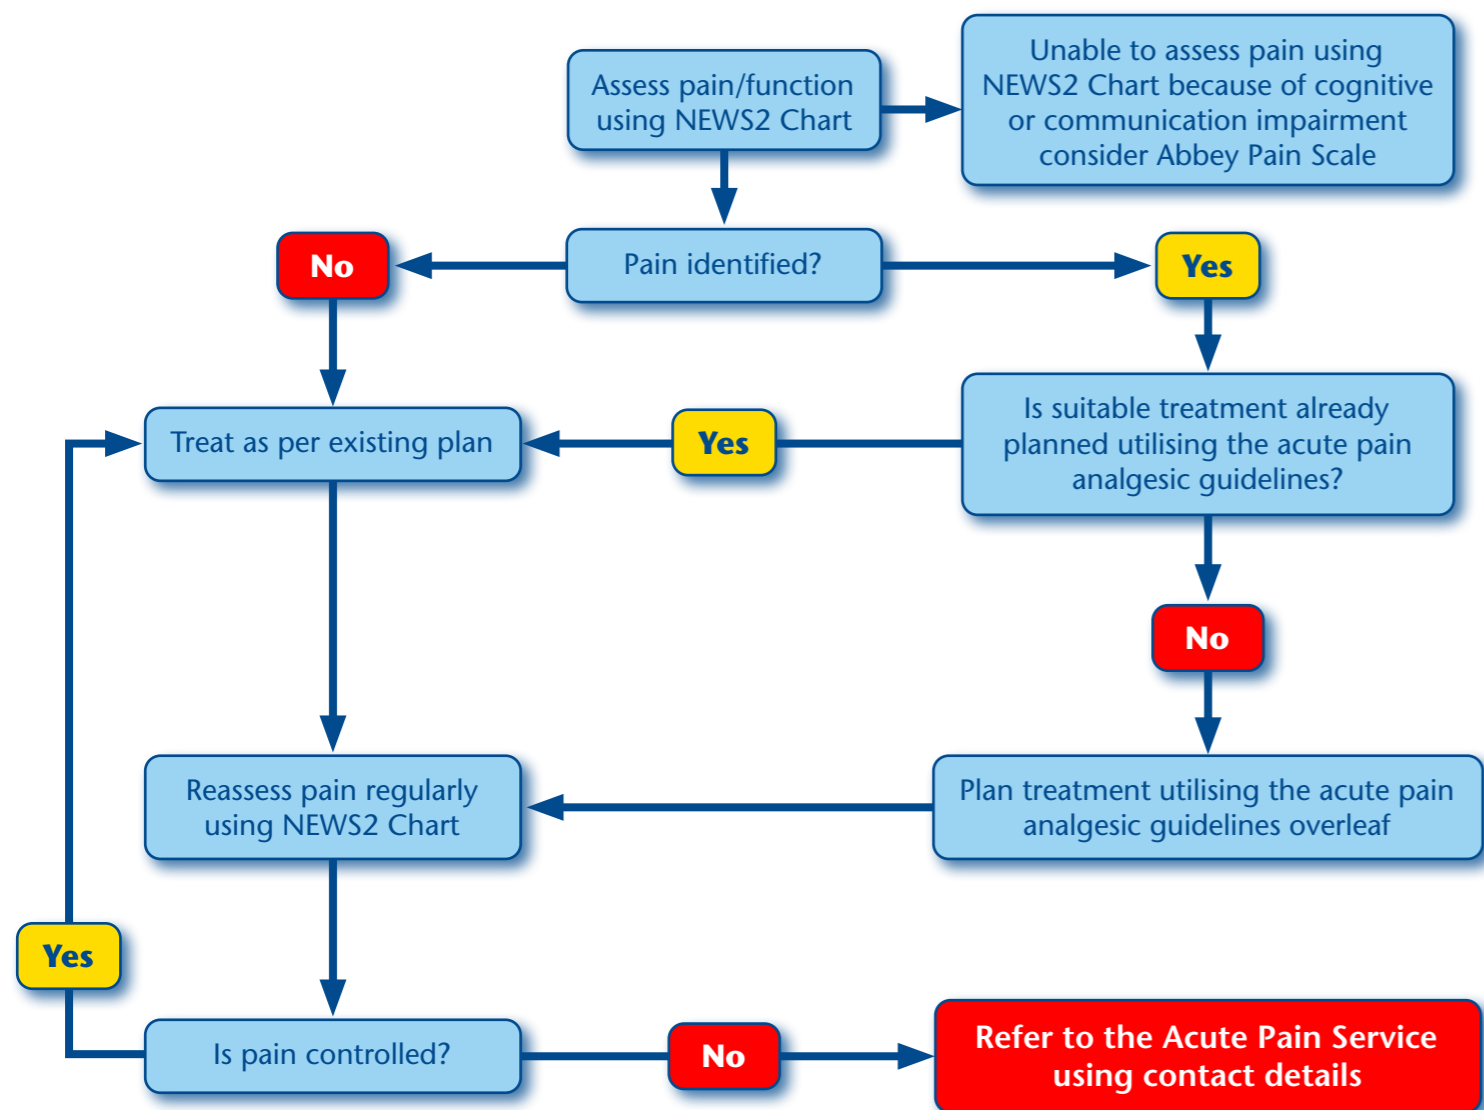 Assess pain/function
using NEWS2 Chart
Unable to assess pain using
NEWS2 Chart because of cognitive
or communication impairment
consider Abbey Pain Scale
No
Pain identified?
Yes
Treat as per existing plan
Yes
Is suitable treatment already
planned utilising the acute pain
analgesic guidelines?
No
Reassess pain regularly
using NEWS2 Chart
Plan treatment utilising the acute pain
analgesic guidelines overleaf
Yes
Is pain controlled?
No
Refer to the Acute Pain Service
using contact details